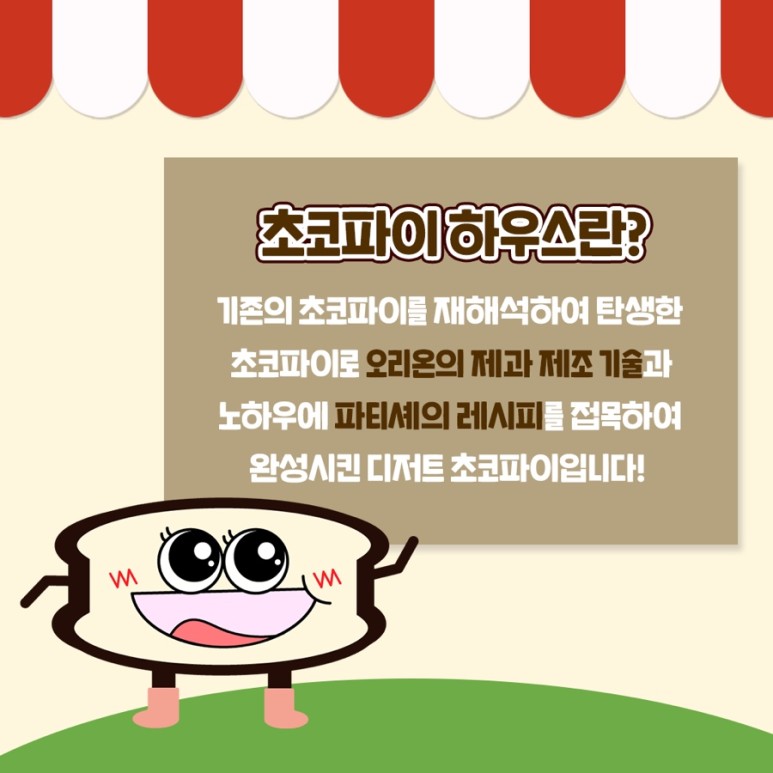 초코파이 하우스란?
기존의 초코파이를 재해석하여 탄생한
초코파이로 오리온의 제과 제조 기술과
노하우에 파티셰의 레시피를 접목하여
완성시킨 디저트 초코파이입니다!